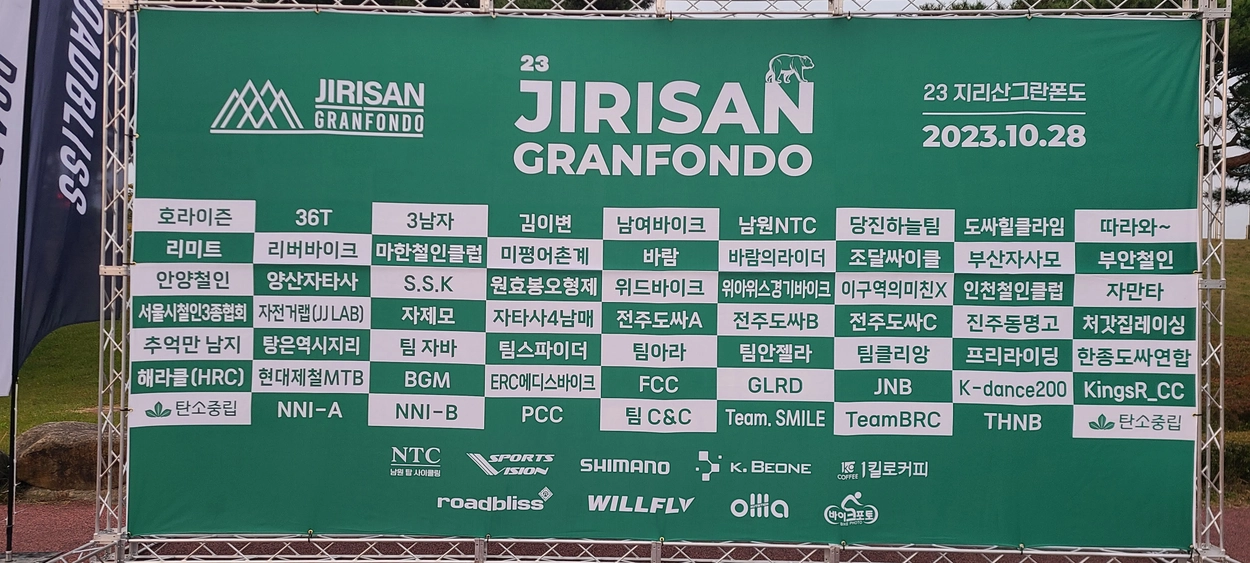 ROADBLISS
JIRISAN
GRANFONDO
23
JIRISAN
GRANFONDO
23 지리산그란폰도
2023.10.28
호라이즌 36T 3남자 김이변 남여바이크 남원NTC 당진하늘팀 도싸힐클라임 따라와~
리미트 리버바이크 마한철인클럽 미평어촌계 바람 바람의라이더 조달싸이클 부산자사모 부안철인
안양철인 양산자타사 S.S.K 원효봉오형제 위드바이크 위아위스경기바이크 이구역의미친X 인천철인클럽 자만타
서울시철인3종협회 자전거랩(JJ LAB) 자제모 자타사4남매 전주도싸A 전주도싸B 전주도싸C 진주동명고 처갓집레이싱
추억만 남지 탕은역시지리 팀 자바 팀스파이더 팀아라 팀안젤라 팀클리앙 프리라이딩 한종도싸연합
해라클(HRC) 현대제철MTB BGM ERC에디스바이크 FCC GLRD JNB K-dance200 KingsR_CC
탄소중립 NNI-A NNI-B PCC 팀 C&C Team. SMILE TeamBRC THNB 탄소중립
NTC
남원 탑 사이클링
SPORTS VISION
SHIMANO
K.BEONE
COFFEE
1킬로커피
roadbliss
WILLFLY
바이크포토
BIKE PHOTO